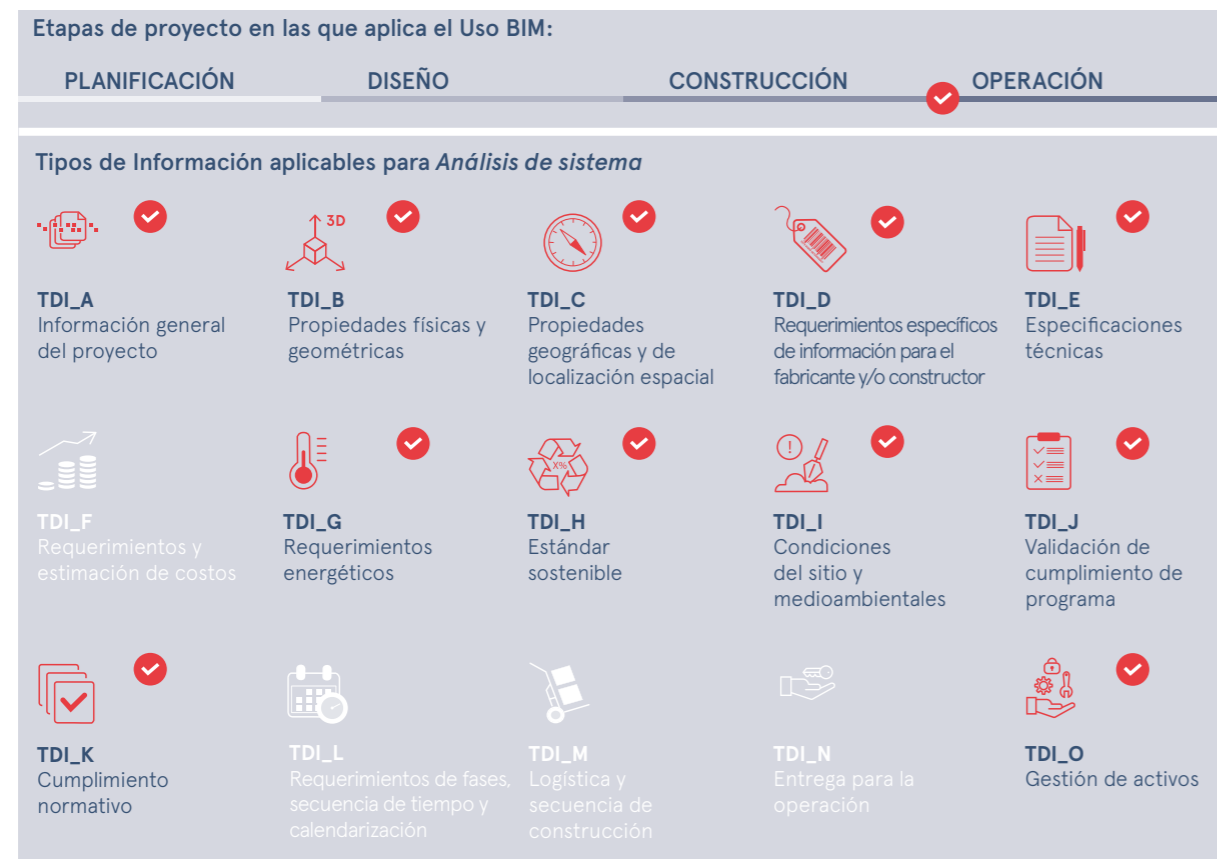 Etapas de proyecto en las que aplica el Uso BIM:
PLANIFICACIÓN DISEÑO CONSTRUCCIÓN OPERACIÓN
Tipos de Información aplicables para Análisis de sistema
3D
TDI_A
Información general
del proyecto
TDI_B
Propiedades físicas y
geométricas
TDI_C
Propiedades
geográficas y de
localización espacial
TDI_D
Requerimientos específicos
de información para el
fabricante y/o constructor
TDI_E
Especificaciones
técnicas
TDI_F
Requerimientos y
estimación de costos
TDI_G
Requerimientos
energéticos
X%
TDI_H
Estándar
sostenible
!
TDI_I
Condiciones
del sitio y
medioambientales
TDI_J
Validación de
cumplimiento de
programa
TDI_K
Cumplimiento
normativo
TDI_L
Requerimientos de fases,
secuencia de tiempo y
calendarización
TDI_M
Logística y
secuencia de
construcción
TDI_N
Entrega para la
operación
TDI_O
Gestión de activos